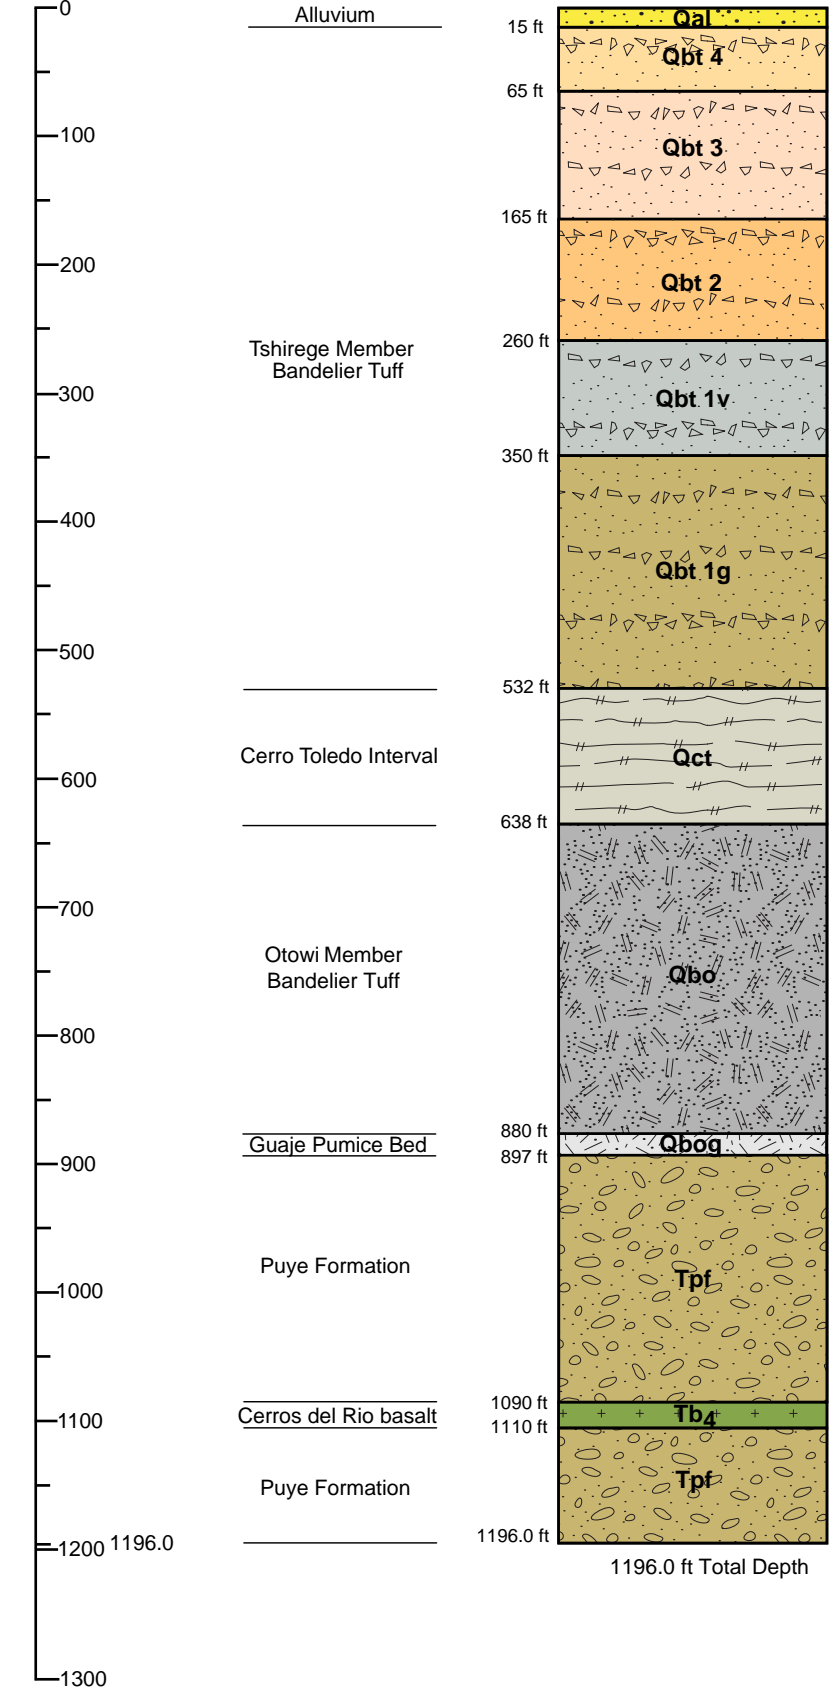 0
Alluvium
Qal
15 ft
Qbt 4
65 ft
100
Qbt 3
165 ft
200
Qbt 2
260 ft
Tshirege Member
Bandelier Tuff
300
Qbt 1v
350 ft
400
Qbt 1g
500
532 ft
Cerro Toledo Interval
Qct
600
638 ft
700
Otowi Member
Bandelier Tuff
Qbo
800
880 ft
Guaje Pumice Bed
Qbog
897 ft
900
Puye Formation
Tpf
1000
1090 ft
Cerros del Rio basalt
Tb4
1100
1110 ft
Puye Formation
Tpf
1196.0 ft
1200 1196.0
1196.0 ft Total Depth
1300